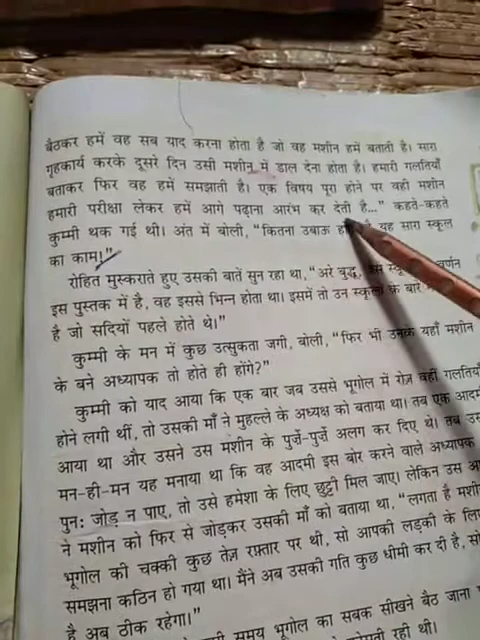 बैठकर हमें वह सब याद करना होता है जो वह मशीन हमें बताती है। सारा
गृहकार्य करके दूसरे दिन उसी मशीन में डाल देना होता है। हमारी गलतियाँ
बताकर फिर वह हमें समझाती है। एक विषय पूरा होने पर वही मशीन
हमारी परीक्षा लेकर हमें आगे पढ़ाना आरंभ कर देती है...” कहते-कहते
कुम्मी थक गई थी। अंत में बोली, “कितना उबाऊ यह सारा स्कूल
का काम!”
रोहित मुस्कराते हुए उसकी बातें सुन रहा था, “अरे बुद्धू, वर्णन
इस पुस्तक में है, वह इससे भिन्न होता था। इसमें तो उन स्कूलों के बारे
है जो सदियों पहले होते थे।”
कुम्मी के मन में कुछ उत्सुकता जगी, बोली, “फिर भी उनके यहाँ मशीन
के बने अध्यापक तो होते ही होंगे?”
कुम्मी को याद आया कि एक बार जब उससे भूगोल में रोज़ वही गलतियाँ
होने लगी थीं, तो उसकी माँ ने मुहल्ले के अध्यक्ष को बताया था। तब एक आदमी
आया था और उसने उस मशीन के पुर्जे-पुर्जे अलग कर दिए थे। तब
मन-ही-मन यह मनाया था कि वह आदमी इस बोर करने वाले अध्यापक
पुन: जोड़ न पाए, तो उसे हमेशा के लिए छुट्टी मिल जाए। लेकिन उस
ने मशीन को फिर से जोड़कर उसकी माँ को बताया था, “लगता है मशीन
भूगोल की चक्की कुछ तेज़ रफ़्तार पर थी, सो आपकी लड़की के लिए
समझना कठिन हो गया था। मैंने अब उसकी गति कुछ धीमी कर दी है, सो
है अब ठीक रहेगा।”
समय भूगोल का सबक सीखने बैठ जाना
रही थी।